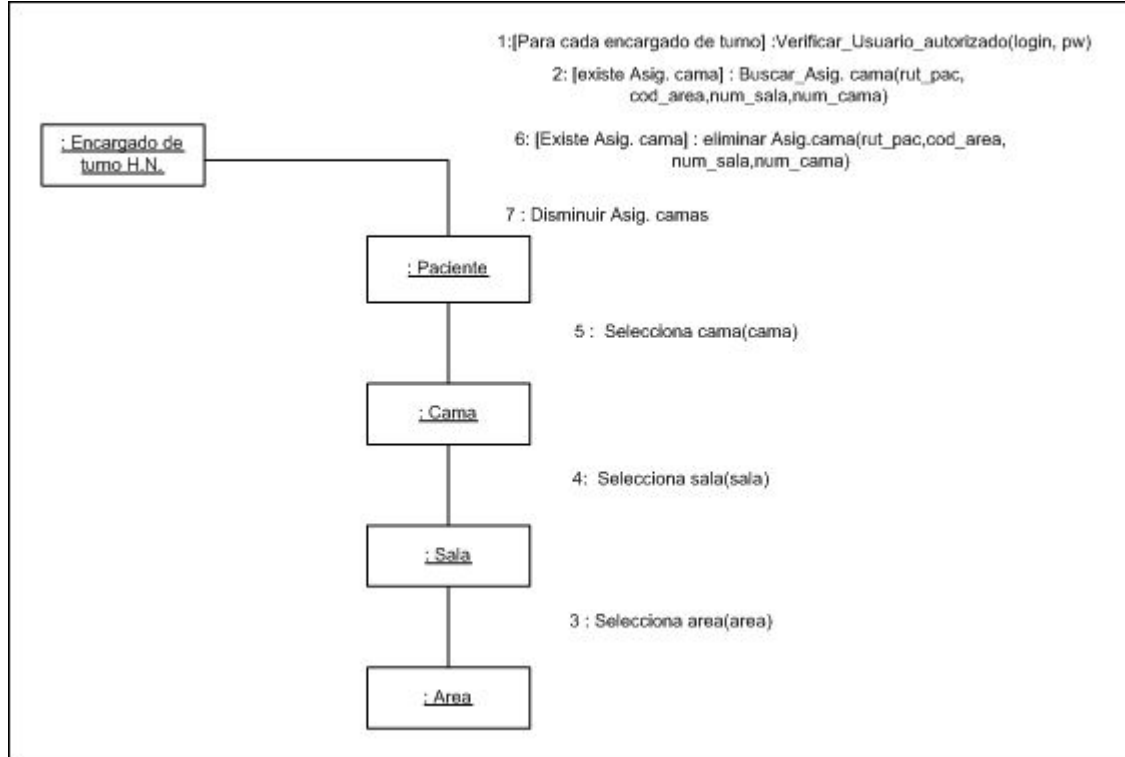 1:[Para cada encargado de turno] :Verificar_Usuario_autorizado(login, pw)
2: [existe Asig. cama] : Buscar_Asig. cama(rut_pac,
cod_area,num_sala,num_cama)
: Encargado de
turno H.N.
6: [Existe Asig. cama] : eliminar Asig.cama(rut_pac,cod_area,
num_sala,num_cama)
7 : Disminuir Asig. camas
: Paciente
5 : Selecciona cama(cama)
: Cama
4: Selecciona sala(sala)
: Sala
3 : Selecciona area(area)
: Area